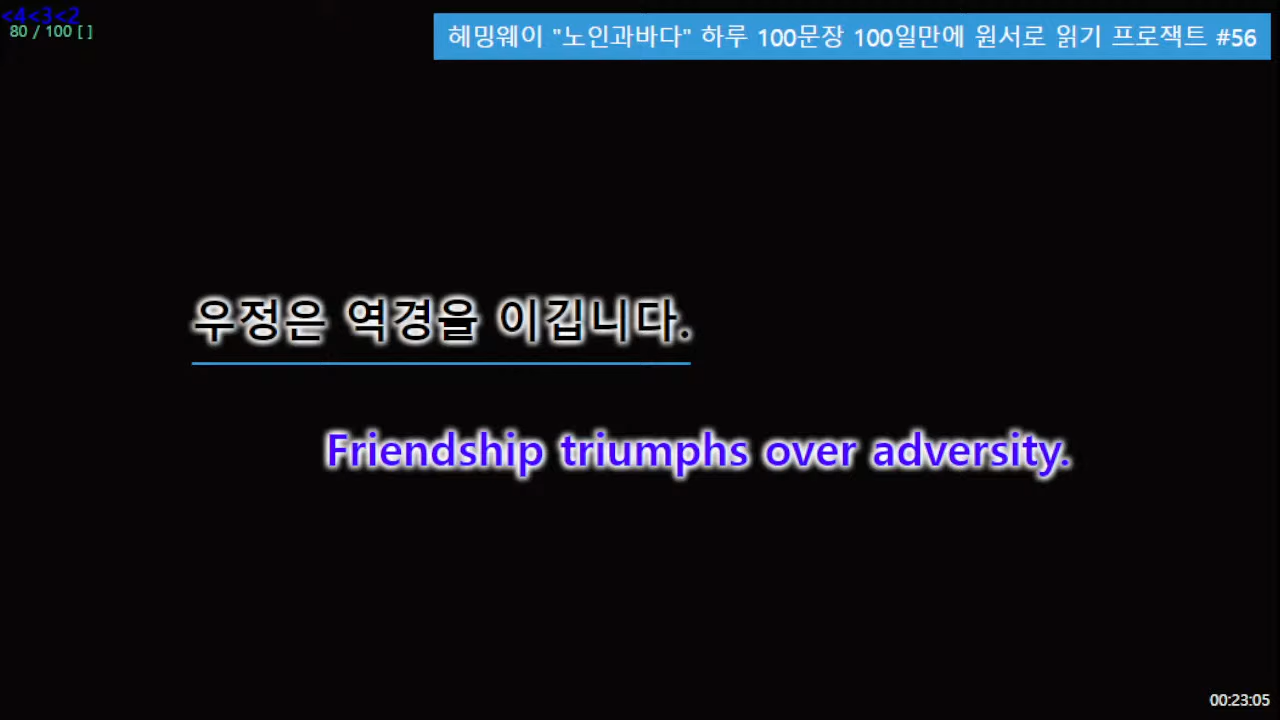 <4<3<2
80 / 100 [ ]
헤밍웨이 "노인과바다" 하루 100문장 100일만에 원서로 읽기 프로잭트 #56
우정은 역경을 이깁니다.
Friendship triumphs over adversity.
00:23:05